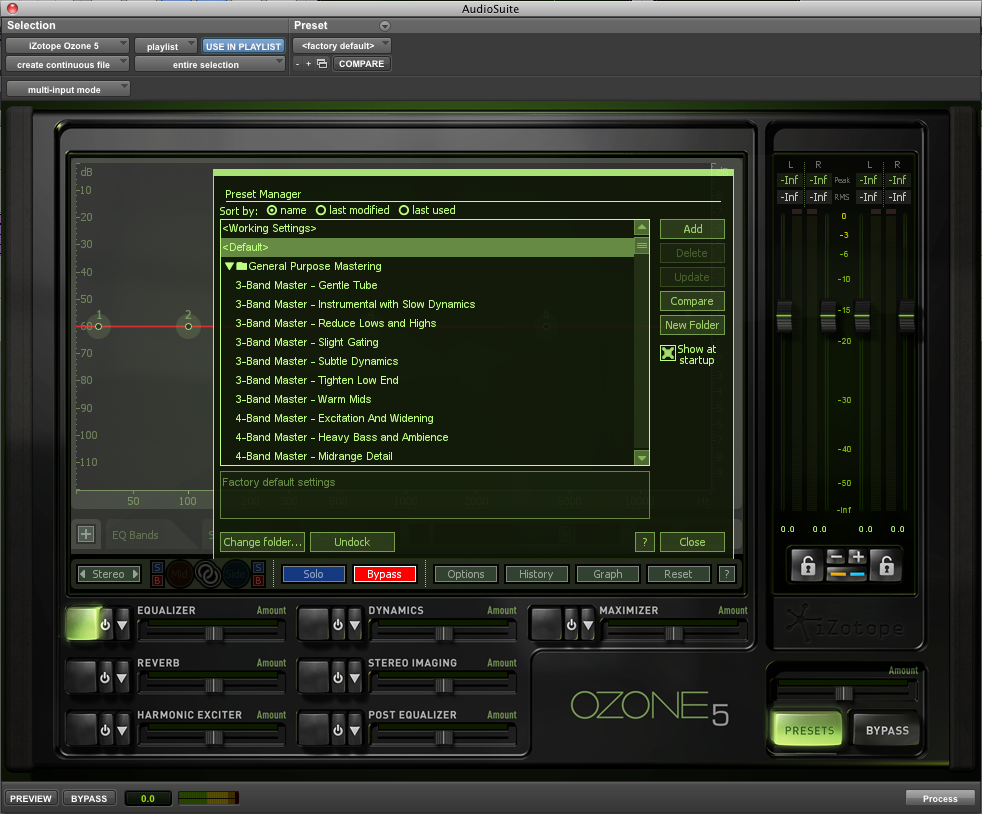 AudioSuite
Selection
Preset
iZotope Ozone 5
playlist
USE IN PLAYLIST
<factory default>
create continuous file
entire selection
- +
COMPARE
multi-input mode
dB
-10
-20
-30
-40
-50
-60
-70
-80
-90
-100
-110
1
2
50
100
EQ Bands
Preset Manager
Sort by: name last modified last used
<Working Settings>
<Default>
General Purpose Mastering
3-Band Master - Gentle Tube
3-Band Master - Instrumental with Slow Dynamics
3-Band Master - Reduce Lows and Highs
3-Band Master - Slight Gating
3-Band Master - Subtle Dynamics
3-Band Master - Tighten Low End
3-Band Master - Warm Mids
4-Band Master - Excitation And Widening
4-Band Master - Heavy Bass and Ambience
4-Band Master - Midrange Detail
Add
Delete
Update
Compare
New Folder
Show at
startup
Factory default settings
Change folder...
Undock
?
Close
L R L R
-Inf -Inf Peak -Inf -Inf
-Inf -Inf RMS -Inf -Inf
0
-3
-6
-10
-15
-20
-30
-40
-50
-Inf
0.0 0.0 0.0 0.0
Stereo
S
B
Mid
S
B
Solo
Bypass
Options
History
Graph
Reset
?
EQUALIZER Amount
DYNAMICS Amount
MAXIMIZER Amount
REVERB Amount
STEREO IMAGING Amount
HARMONIC EXCITER Amount
POST EQUALIZER Amount
OZONE 5
iZotope
Amount
PRESETS
BYPASS
PREVIEW
BYPASS
0.0
Process